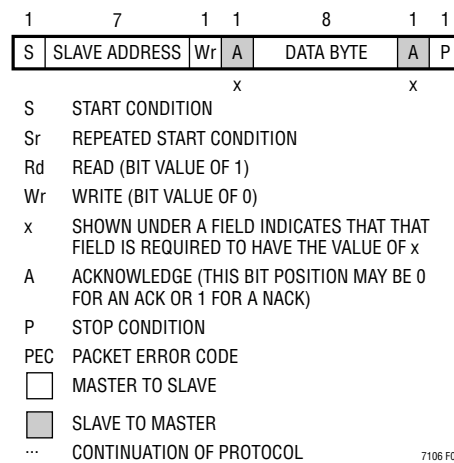 1 7 1 1 8 1 1
S SLAVE ADDRESS Wr A DATA BYTE A P
x x
S START CONDITION
Sr REPEATED START CONDITION
Rd READ (BIT VALUE OF 1)
Wr WRITE (BIT VALUE OF 0)
x SHOWN UNDER A FIELD INDICATES THAT THAT
FIELD IS REQUIRED TO HAVE THE VALUE OF x
A ACKNOWLEDGE (THIS BIT POSITION MAY BE 0
FOR AN ACK OR 1 FOR A NACK)
P STOP CONDITION
PEC PACKET ERROR CODE
MASTER TO SLAVE
SLAVE TO MASTER
... CONTINUATION OF PROTOCOL
7106